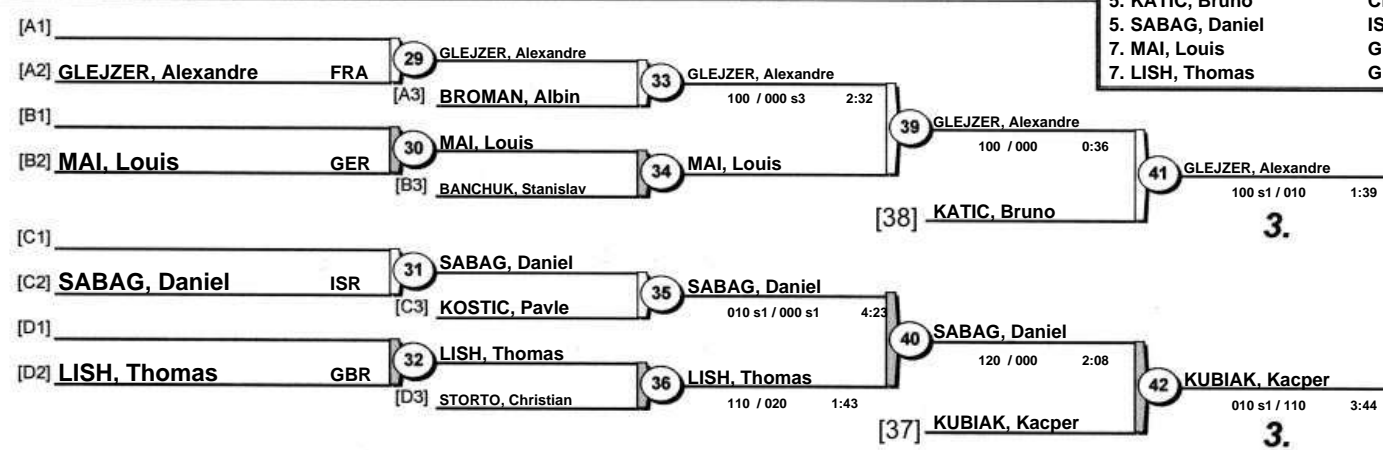 5. KATIC, Bruno
5. SABAG, Daniel
7. MAI, Louis G
7. LISH, Thomas G
[A1]
[A2] GLEJZER, Alexandre FRA
29
GLEJZER, Alexandre
[A3] BROMAN, Albin
33
GLEJZER, Alexandre
100 / 000 s3 2:32
[B1]
[B2] MAI, Louis GER
30
MAI, Louis
[B3] BANCHUK, Stanislav
34
MAI, Louis
39
GLEJZER, Alexandre
100 / 000 0:36
[38] KATIC, Bruno
41
GLEJZER, Alexandre
100 s1 / 010 1:39
3.
[C1]
[C2] SABAG, Daniel ISR
31
SABAG, Daniel
[C3] KOSTIC, Pavle
35
SABAG, Daniel
010 s1 / 000 s1 4:23
[D1]
[D2] LISH, Thomas GBR
32
LISH, Thomas
[D3] STORTO, Christian
36
LISH, Thomas
110 / 020 1:43
40
SABAG, Daniel
120 / 000 2:08
[37] KUBIAK, Kacper
42
KUBIAK, Kacper
010 s1 / 110 3:44
3.